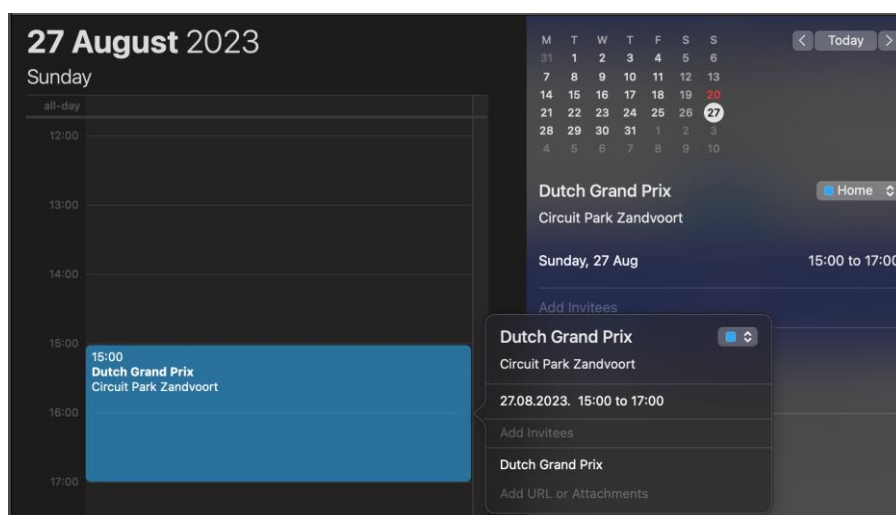 27 August 2023
Sunday
all-day
12:00
13:00
14:00
15:00
15:00
Dutch Grand Prix
Circuit Park Zandvoort
16:00
17:00
Today
M T W T F S S
31 1 2 3 4 5 6
7 8 9 10 11 12 13
14 15 16 17 18 19 20
21 22 23 24 25 26 27
28 29 30 31 1 2 3
4 5 6 7 8 9 10
Dutch Grand Prix
Home
Circuit Park Zandvoort
Sunday, 27 Aug 15:00 to 17:00
Add Invitees
Dutch Grand Prix
Circuit Park Zandvoort
27.08.2023. 15:00 to 17:00
Add Invitees
Dutch Grand Prix
Add URL or Attachments